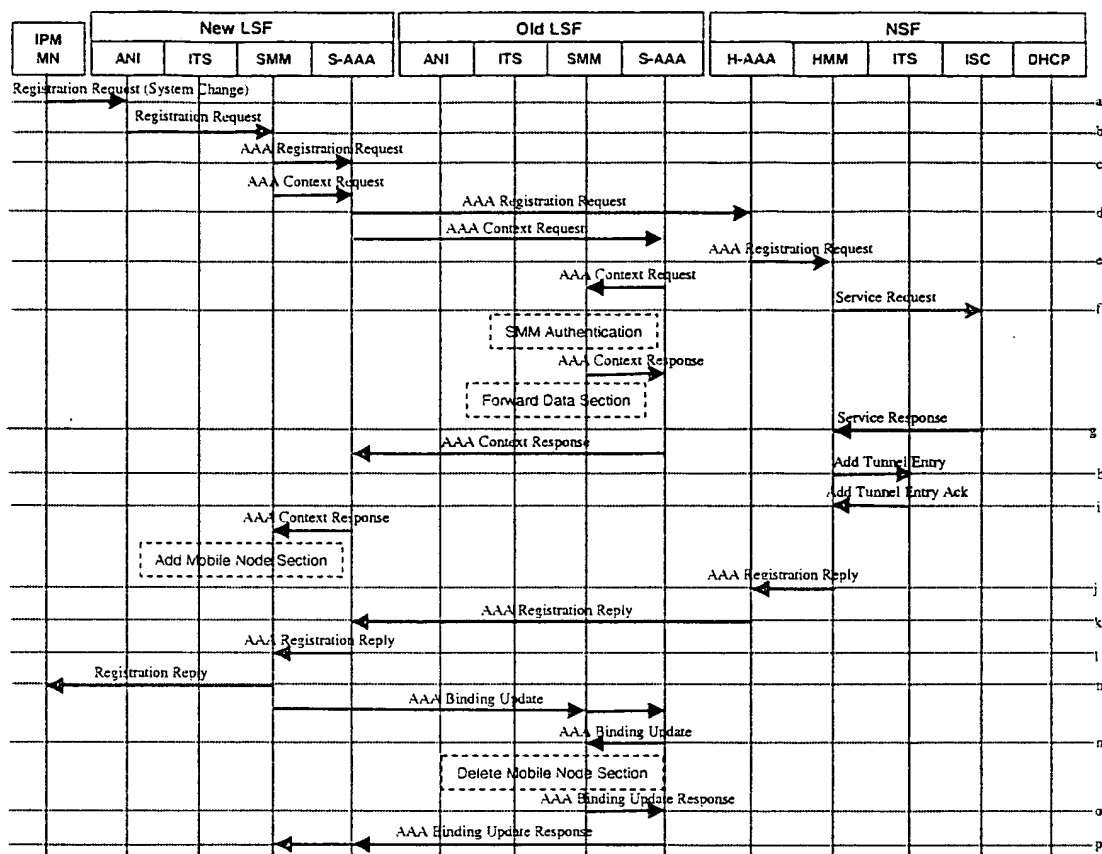 New LSF Old LSF NSF
IPM
MN
ANI ITS SMM S-AAA ANI ITS SMM S-AAA H-AAA HMM ITS ISC DHCP
Registration Request (System Change)
a
Registration Request
b
AAA Registration Request
c
AAA Context Request
AAA Registration Request
d
AAA Context Request
AAA Registration Request
e
AAA Context Request
Service Request
f
SMM Authentication
AAA Context Response
Forward Data Section
Service Response
g
AAA Context Response
Add Tunnel Entry
Add Tunnel Entry Ack
i
AAA Context Response
Add Mobile Node Section
AAA Registration Reply
j
AAA Registration Reply
k
AAA Registration Reply
l
Registration Reply
AAA Binding Update
AAA Binding Update
n
Delete Mobile Node Section
AAA Binding Update Response
o
AAA Binding Update Response
p